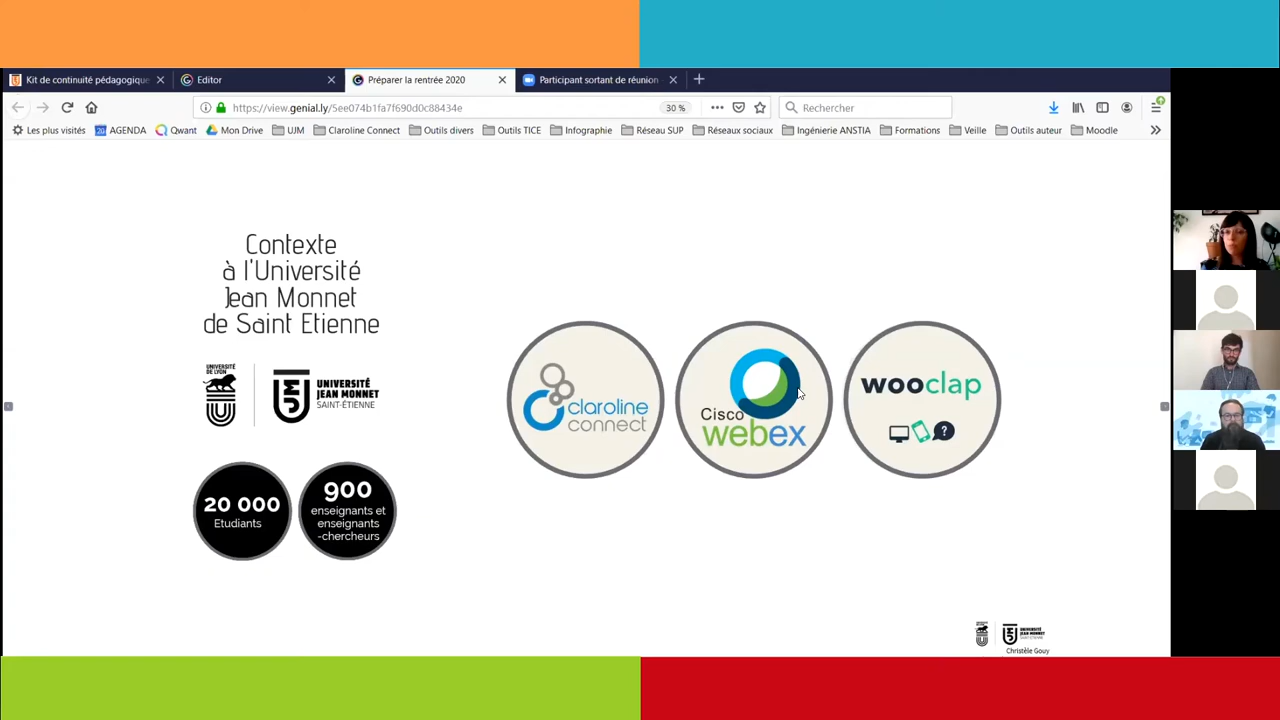 Kit de continuité pédagogique
Editor
Préparer la rentrée 2020
Participant sortant de réunion
https://view.genial.ly/5ee074b1fa7f690d0c88434e
30 %
Rechercher
Les plus visités
AGENDA
Qwant
Mon Drive
UJM
Claroline Connect
Outils divers
Outils TICE
Infographie
Réseau SUP
Réseaux sociaux
Ingénierie ANSTIA
Formations
Veille
Outils auteur
Moodle
Contexte
à l'Université
Jean Monnet
de Saint Etienne
UNIVERSITÉ
DE LYON
UNIVERSITÉ
JEAN MONNET
SAINT-ÉTIENNE
20 000
Etudiants
900
enseignants et
enseignants
-chercheurs
claroline
connect
Cisco
webex
wooclap
?
UNIVERSITÉ
JEAN MONNET
Christèle Gouy